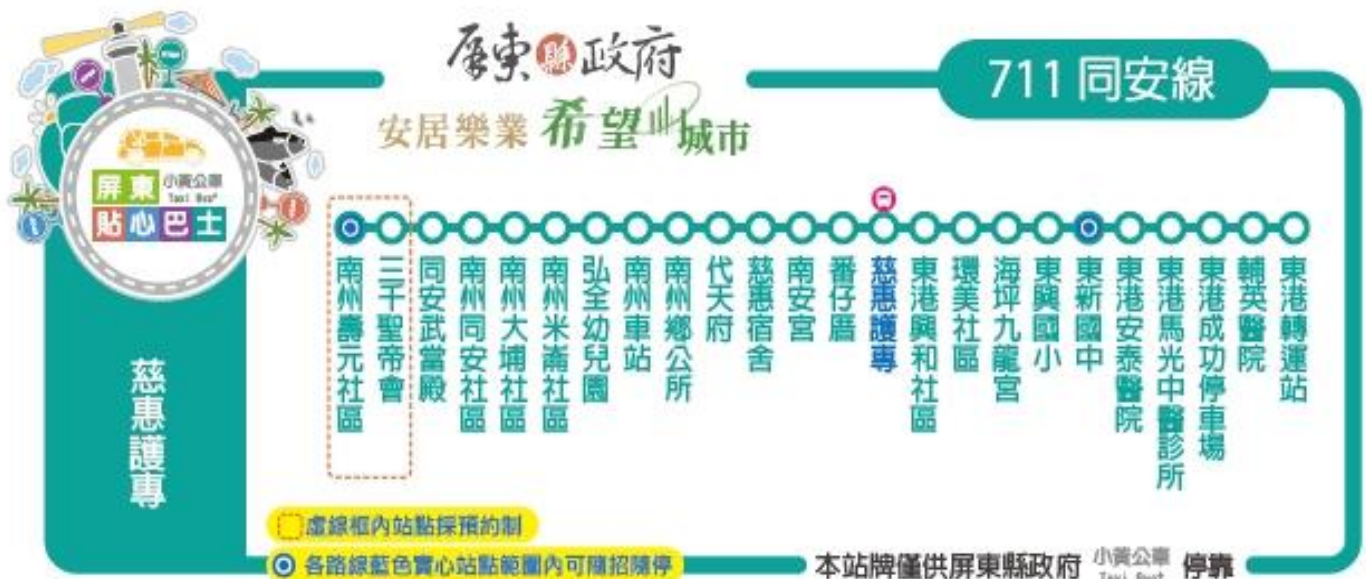 屏東縣政府
安居樂業 希望山城市
711 同安線
屏東 小黃公車
Taxi Bus
貼心巴士
慈惠護專
南州壽元社區
三千聖帝會
同安武當殿
南州同安社區
南州大埔社區
南州米崙社區
弘全幼兒園
南州車站
南州鄉公所
代天府
慈惠宿舍
南安宮
番仔厝
慈惠護專
東港興和社區
環美社區
海坪九龍宮
東興國小
東新國中
東港安泰醫院
東港馬光中醫診所
東港成功停車場
輔英醫院
東港轉運站
虛線框內站點採預約制
各路線藍色實心站點範圍內可隨招隨停
本站牌僅供屏東縣政府 小黃公車 停靠